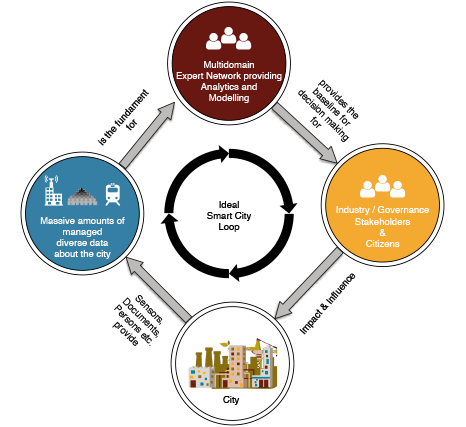 Multidomain
Expert Network providing
Analytics and
Modelling
is the fundament
for
provides the
baseline for
decision making
for
Ideal
Smart City
Loop
Massive amounts of
managed
diverse data
about the city
Industry / Governance
Stakeholders
&
Citizens
Sensors,
Documents,
Persons etc.
provide
Impact & Influence
City